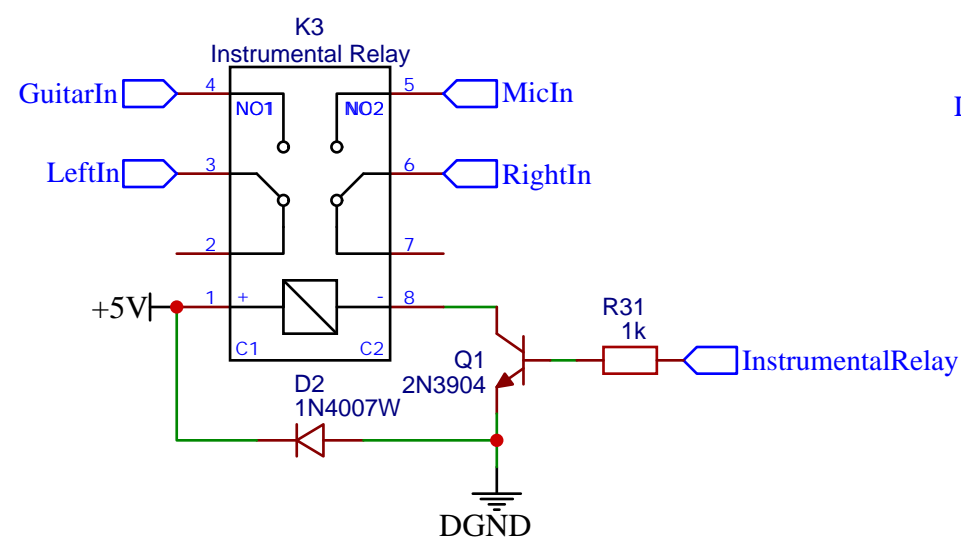 K3
Instrumental Relay
GuitarIn 4 5 MicIn
NO1 NO2
LeftIn 3 6 RightIn
2 7
+5V 1 + - 8
C1 C2
R31
1k
Q1
2N3904
InstrumentalRelay
D2
1N4007W
DGND